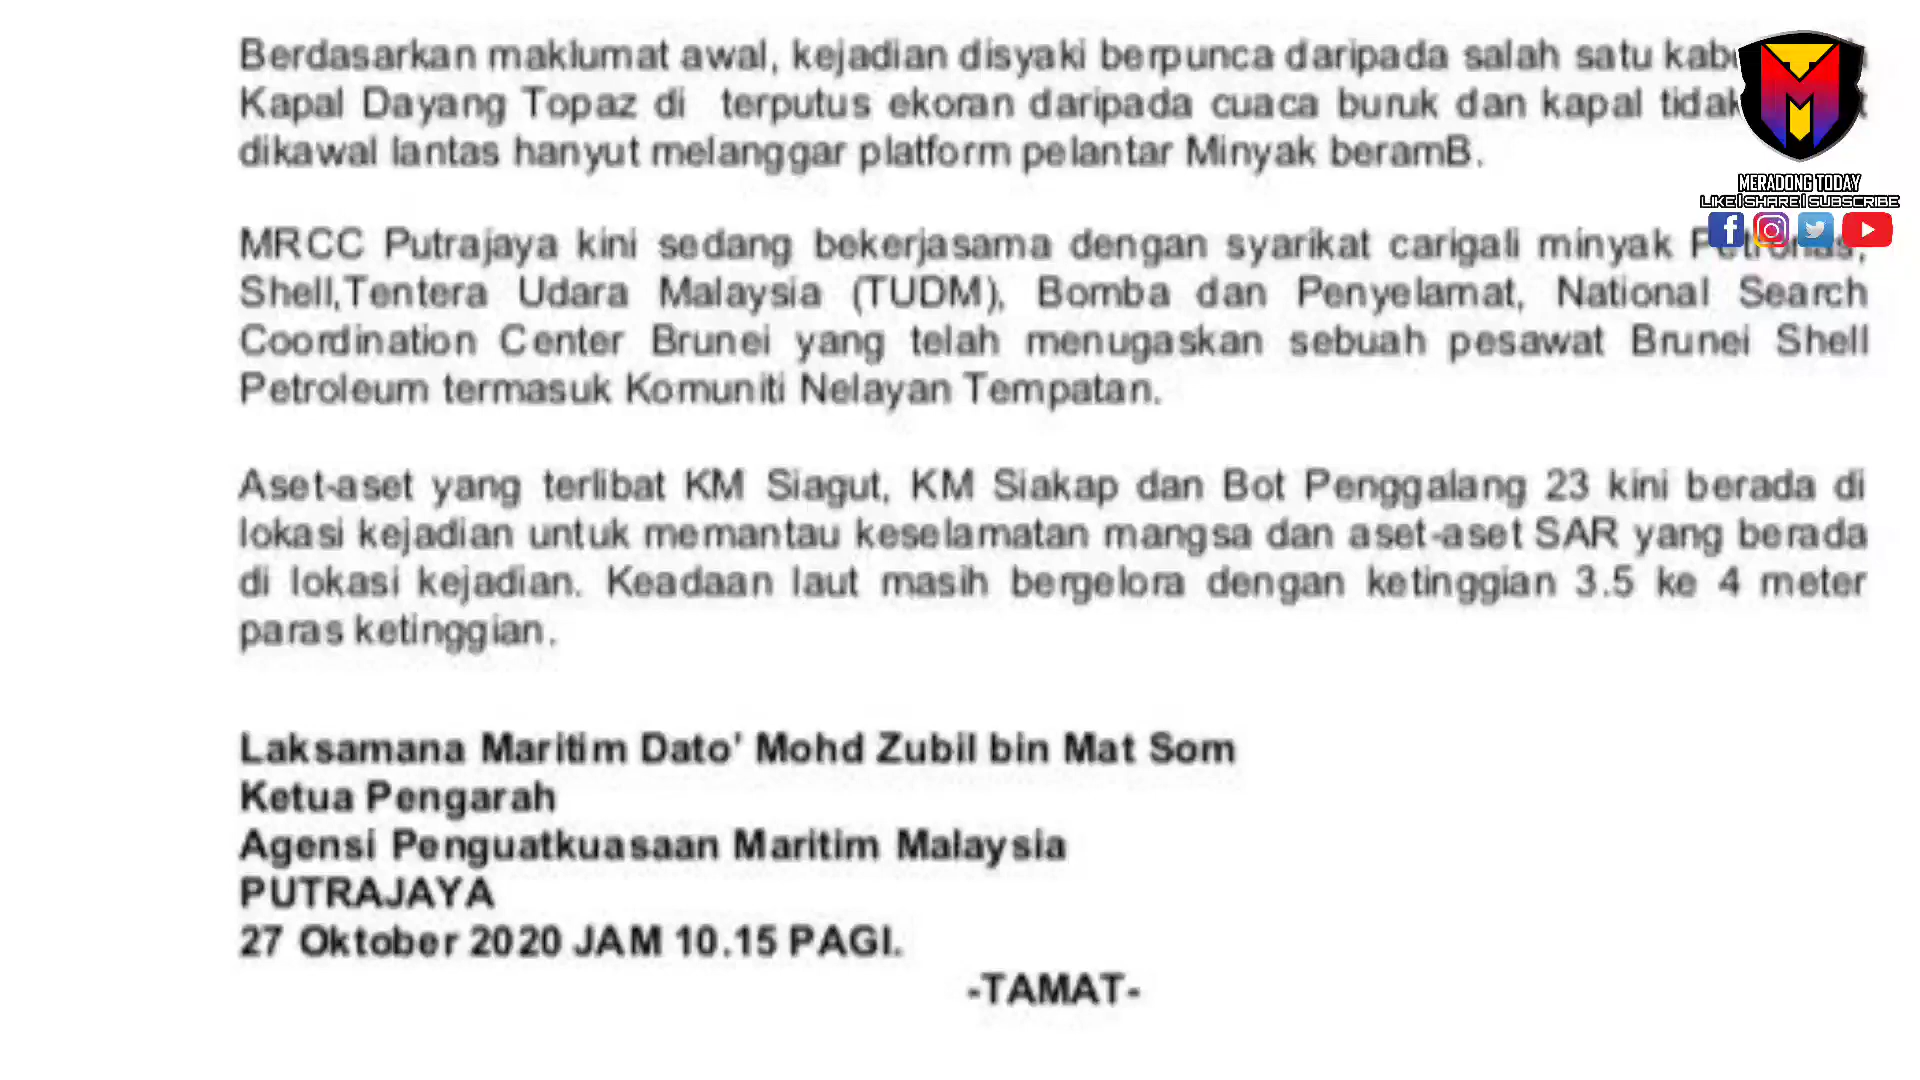 Berdasarkan maklumat awal, kejadian disyaki berpunca daripada salah satu
Kapal Dayang Topaz di terputus ekoran daripada cuaca buruk dan kapal tidak
dikawal lantas hanyut melanggar platform pelantar Minyak beramB.
MRCC Putrajaya kini sedang bekerjasama dengan syarikat carigali minyak Petronas,
Shell,Tentera Udara Malaysia (TUDM), Bomba dan Penyelamat, National Search
Coordination Center Brunei yang telah menugaskan sebuah pesawat Brunei Shell
Petroleum termasuk Komuniti Nelayan Tempatan.
Aset-aset yang terlibat KM Siagut, KM Siakap dan Bot Penggalang 23 kini berada di
lokasi kejadian untuk memantau keselamatan mangsa dan aset-aset SAR yang berada
di lokasi kejadian. Keadaan laut masih bergelora dengan ketinggian 3.5 ke 4 meter
paras ketinggian.
Laksamana Maritim Dato' Mohd Zubil bin Mat Som
Ketua Pengarah
Agensi Penguatkuasaan Maritim Malaysia
PUTRAJAYA
27 Oktober 2020 JAM 10.15 PAGI.
-TAMAT-
MERADONG TODAY
LIKE|SHARE|SUBSCRIBE